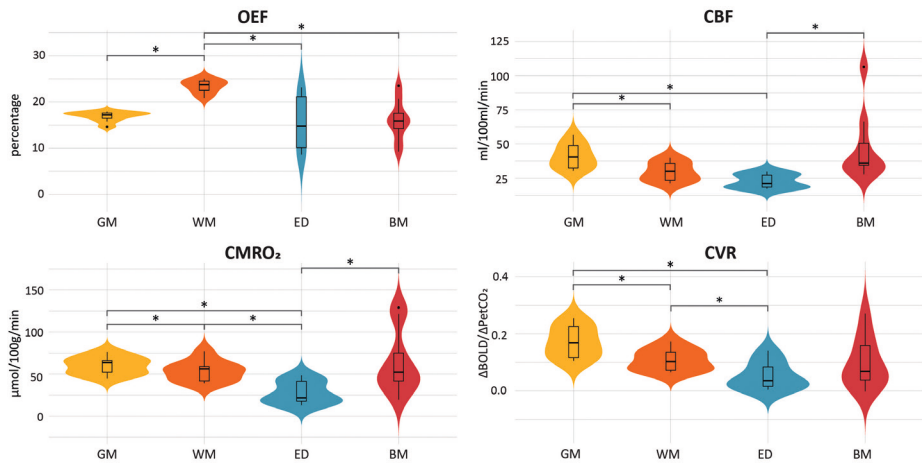 OEF
percentage
30
20
10
0
*
*
*
GM
WM
ED
BM
CBF
ml/100ml/min
125
100
75
50
25
*
*
*
GM
WM
ED
BM
CMRO₂
µmol/100g/min
150
100
50
0
*
*
*
*
GM
WM
ED
BM
CVR
ΔBOLD/ΔPetCO₂
0.4
0.2
0.0
*
*
*
GM
WM
ED
BM